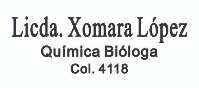 Licda. Xomara López
Química Bióloga
Col. 4118